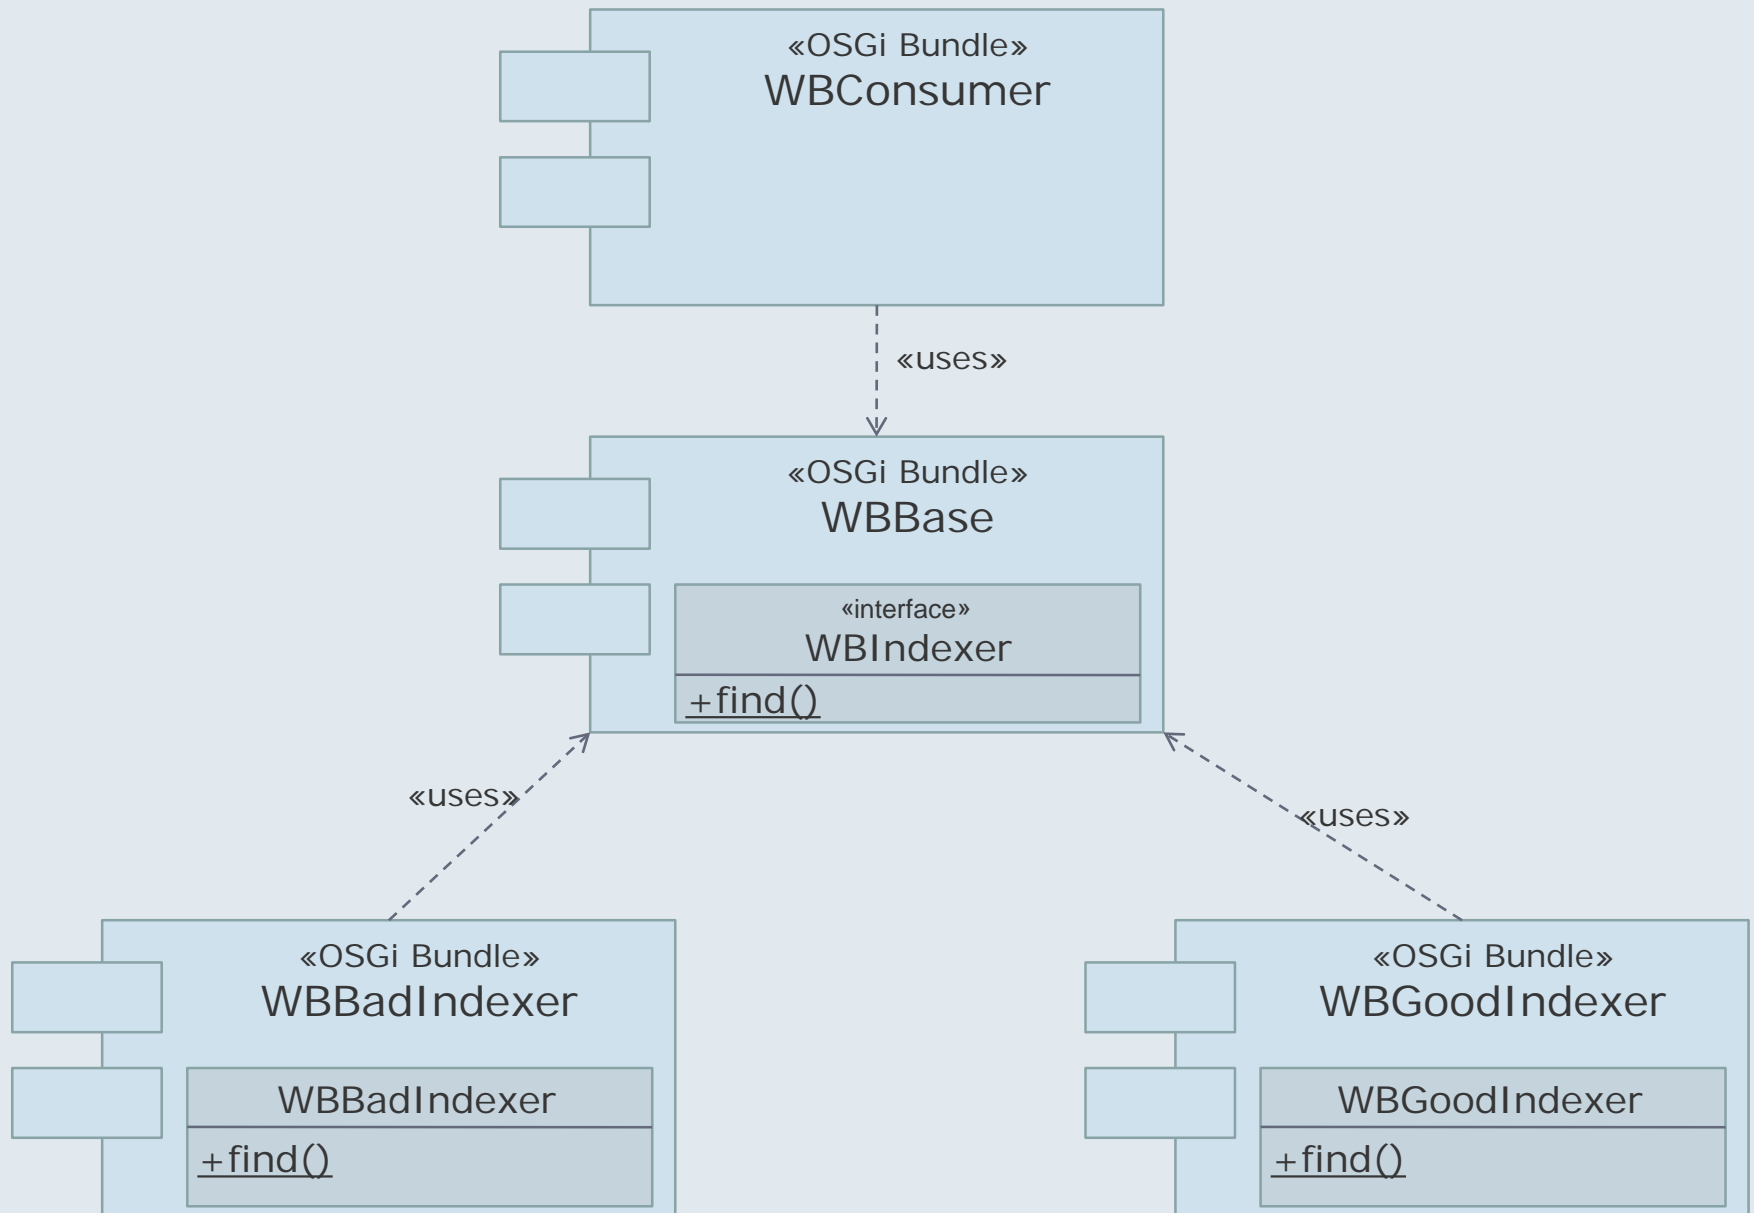 «OSGi Bundle»
WBConsumer
«uses»
«OSGi Bundle»
WBBase
«interface»
WBIndexer
+find()
«uses»
«uses»
«OSGi Bundle»
WBBadIndexer
WBBadIndexer
+find()
«OSGi Bundle»
WBGoodIndexer
WBGoodIndexer
+find()